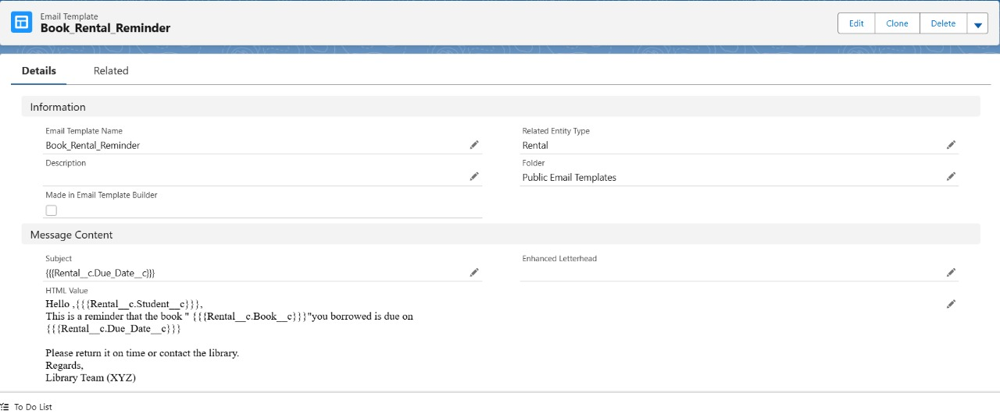 Email Template
Book_Rental_Reminder
Edit
Clone
Delete
Details
Related
Information
Email Template Name
Book_Rental_Reminder
Related Entity Type
Rental
Description
Folder
Public Email Templates
Made in Email Template Builder
Message Content
Subject
{{{Rental__c.Due_Date__c}}}
Enhanced Letterhead
HTML Value
Hello ,{{{Rental__c.Student__c}}},
This is a reminder that the book " {{{Rental__c.Book__c}}}"you borrowed is due on
{{{Rental__c.Due_Date__c}}}
Please return it on time or contact the library.
Regards,
Library Team (XYZ)
To Do List